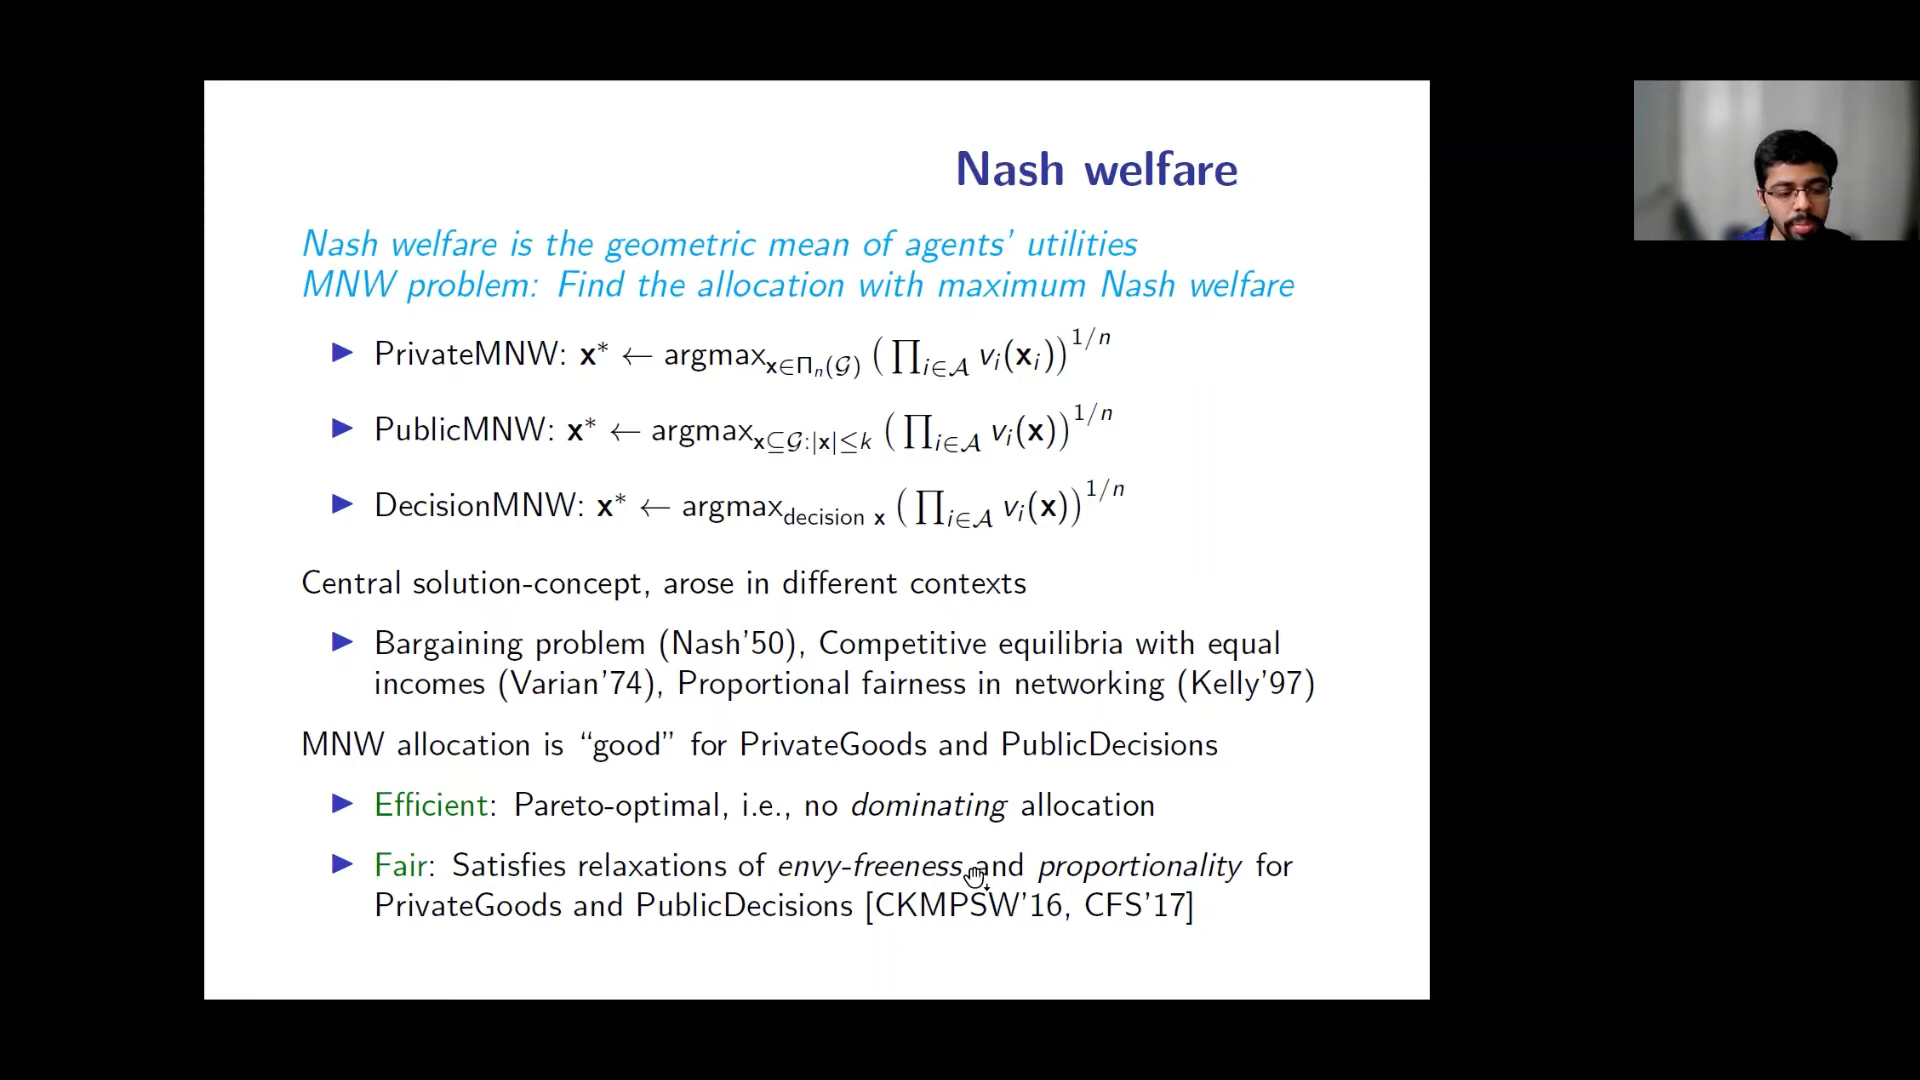 Nash welfare
Nash welfare is the geometric mean of agents' utilities
MNW problem: Find the allocation with maximum Nash welfare
▶ PrivateMNW: x* ← argmax_{x∈Π_n(𝒢)} (∏_{i∈𝒜} v_i(x_i))^{1/n}
▶ PublicMNW: x* ← argmax_{x⊆𝒢:|x|≤k} (∏_{i∈𝒜} v_i(x))^{1/n}
▶ DecisionMNW: x* ← argmax_{decision x} (∏_{i∈𝒜} v_i(x))^{1/n}
Central solution-concept, arose in different contexts
▶ Bargaining problem (Nash'50), Competitive equilibria with equal
incomes (Varian'74), Proportional fairness in networking (Kelly'97)
MNW allocation is “good” for PrivateGoods and PublicDecisions
▶ Efficient: Pareto-optimal, i.e., no dominating allocation
▶ Fair: Satisfies relaxations of envy-freeness and proportionality for
PrivateGoods and PublicDecisions [CKMPSW'16, CFS'17]